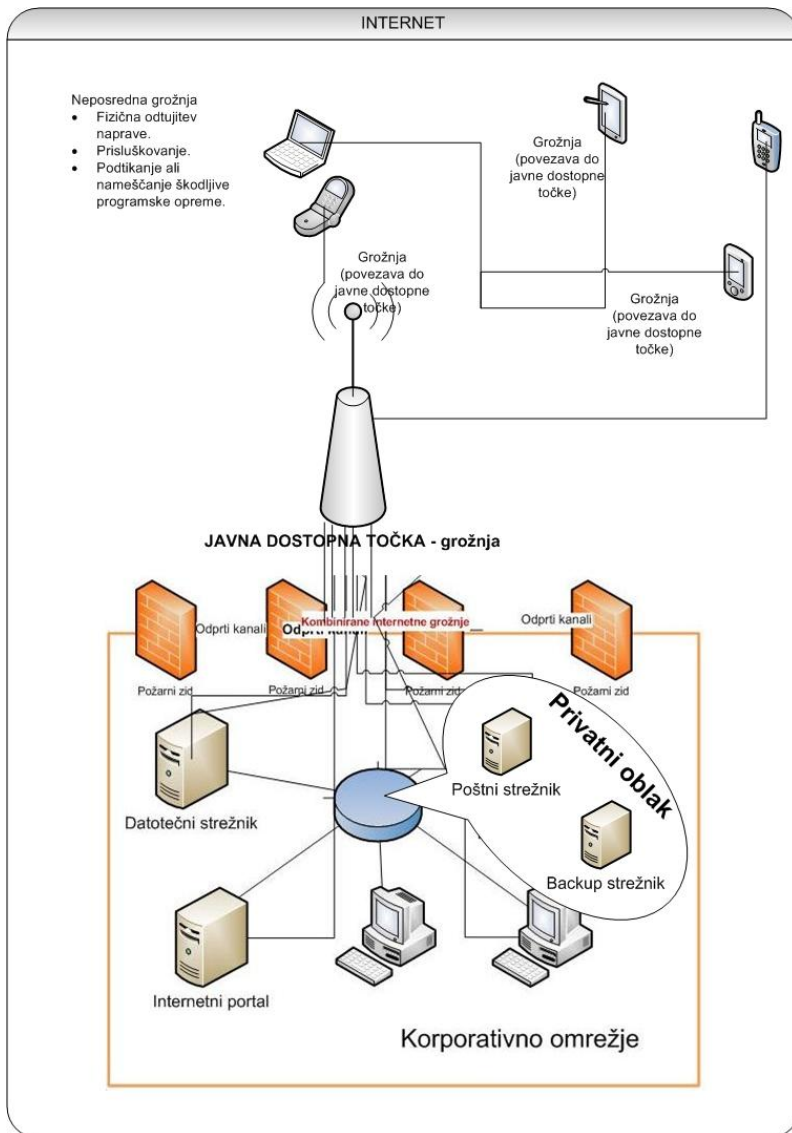 INTERNET
Neposredna grožnja
• Fizična odtujitev
naprave.
• Prisluškovanje.
• Podtikanje ali
nameščanje škodljive
programske opreme.
Grožnja
(povezava do
javne dostopne
točke)
Grožnja
(povezava do
javne dostopne
točke)
Grožnja
(povezava do
javne dostopne
točke)
JAVNA DOSTOPNA TOČKA - grožnja
Odprti kanali
Odprti kanali
Kombinirane internetne grožnje
Odprti kanali
Požarni zid
Požarni zid
Požarni zid
Požarni zid
Privatni oblak
Poštni strežnik
Datotečni strežnik
Backup strežnik
Internetni portal
Korporativno omrežje